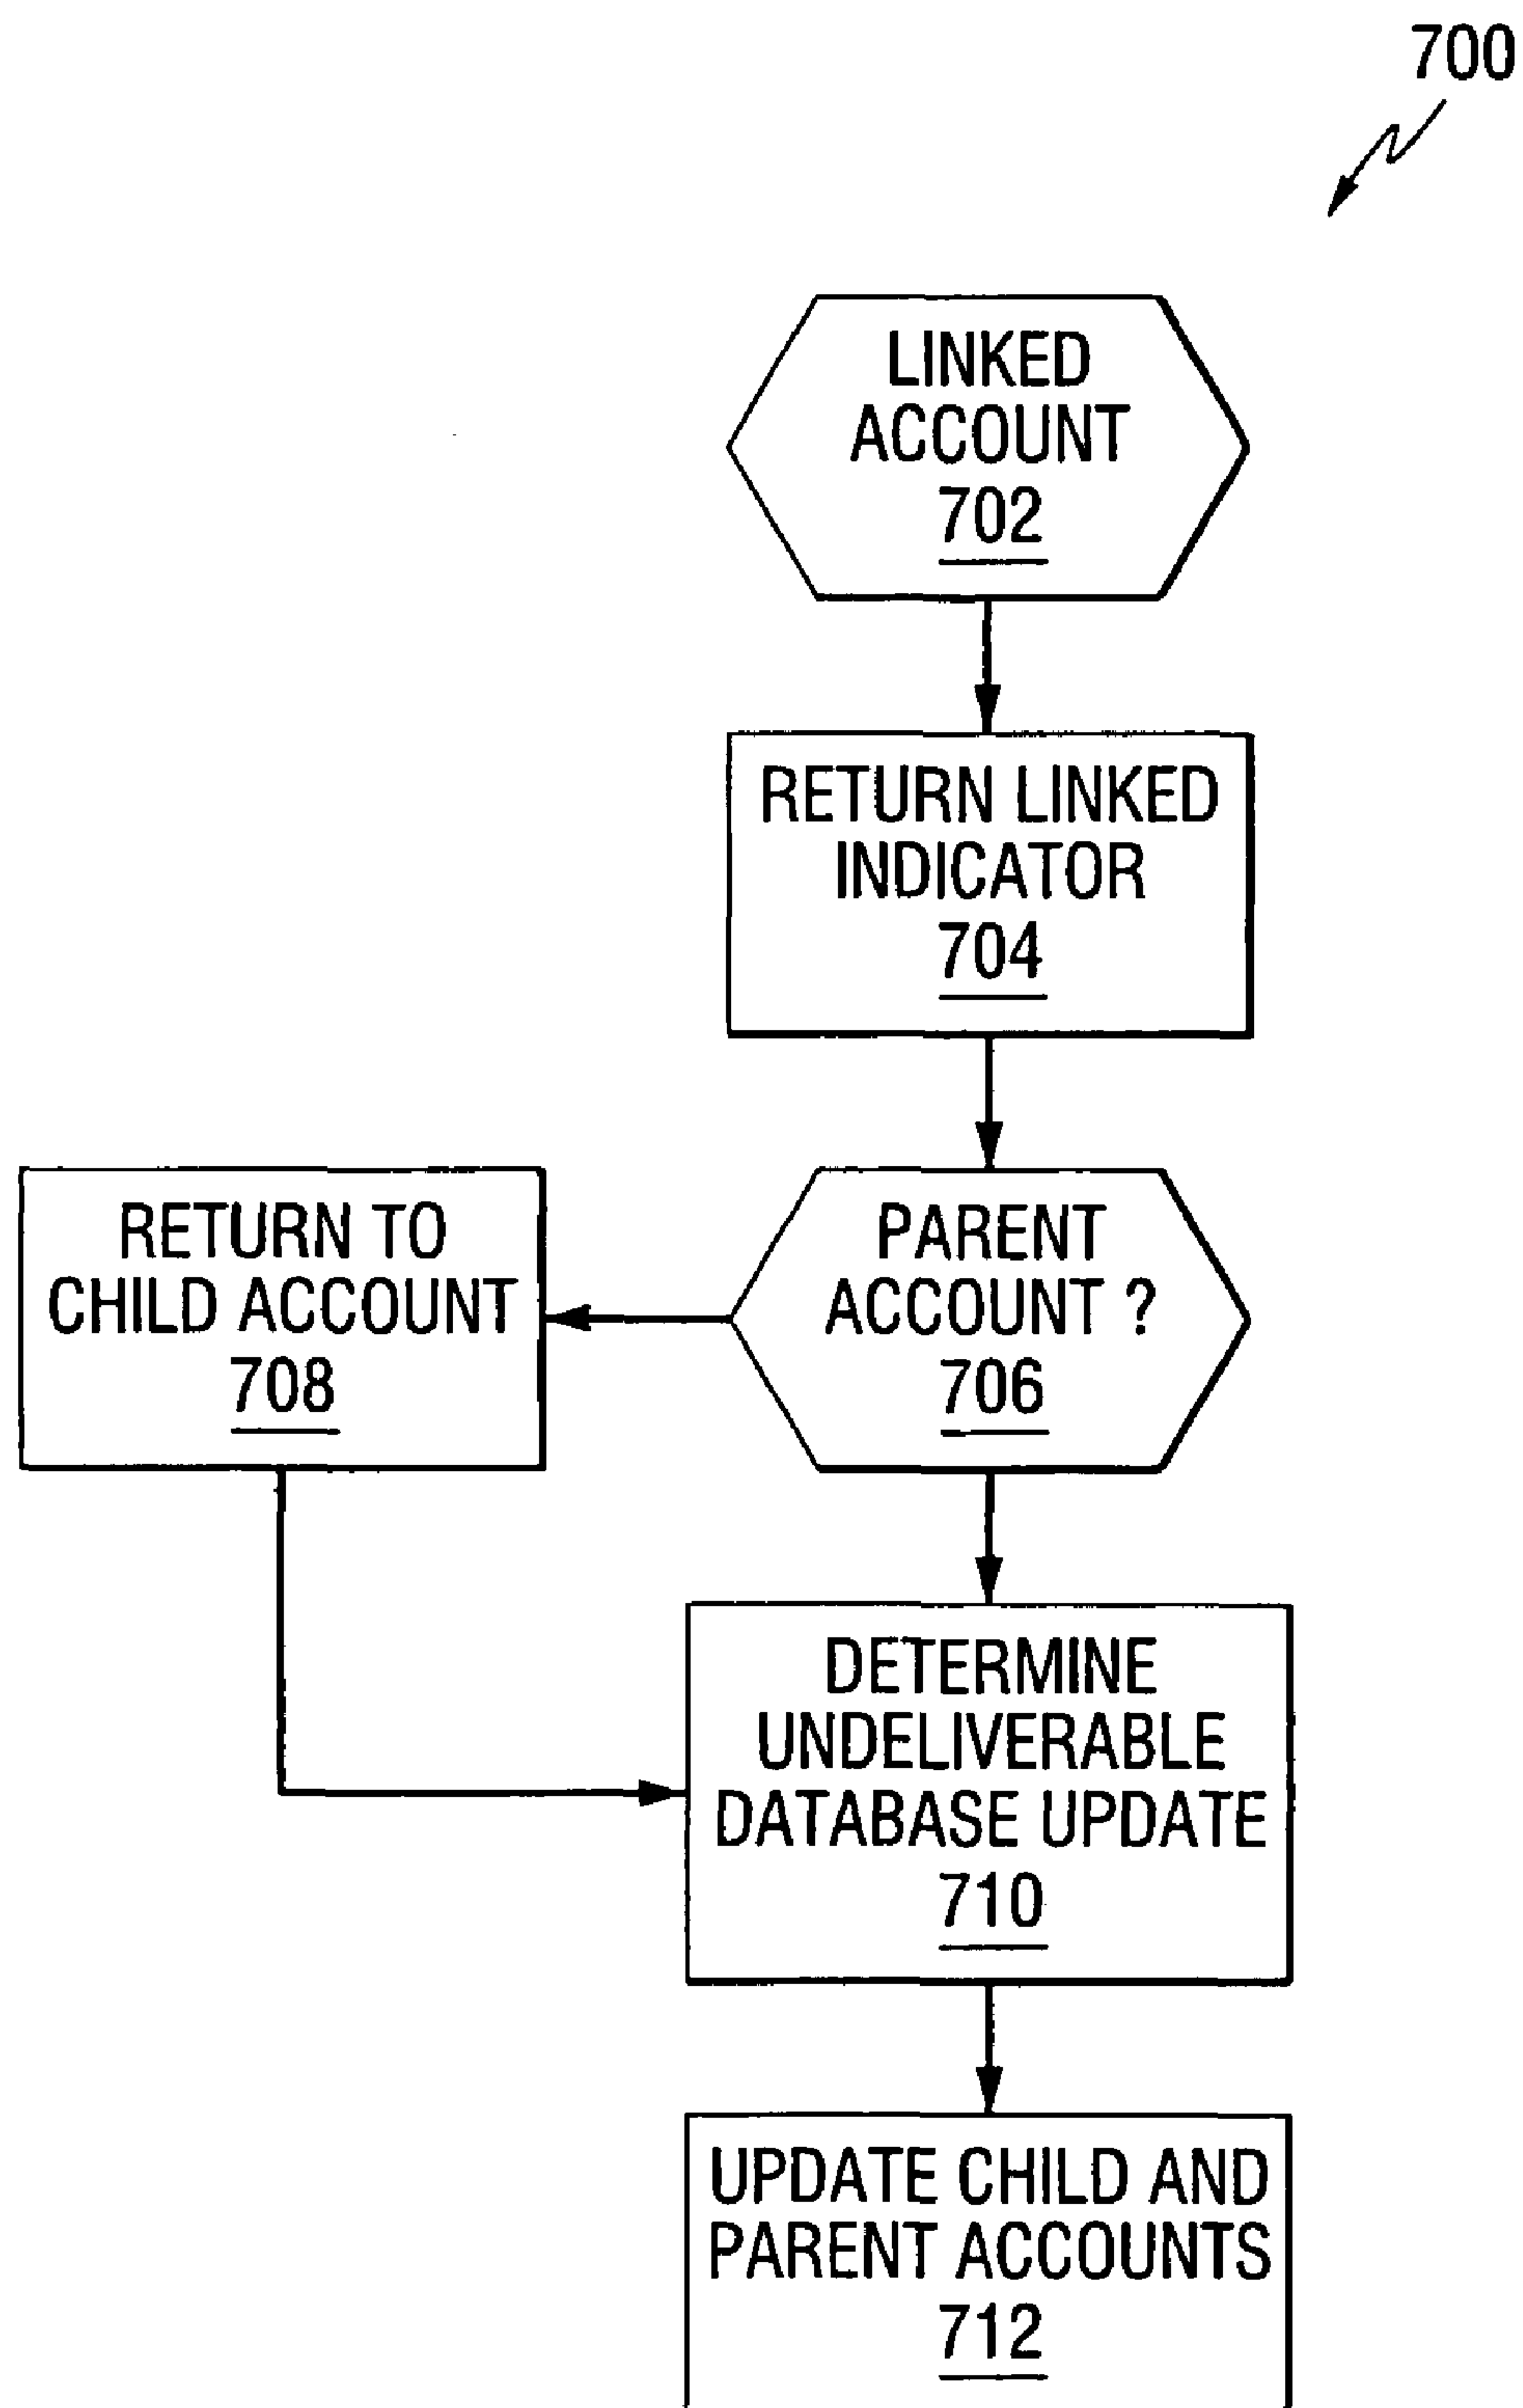 700
LINKED
ACCOUNT
702
RETURN LINKED
INDICATOR
704
RETURN TO
CHILD ACCOUNT
708
PARENT
ACCOUNT ?
706
DETERMINE
UNDELIVERABLE
DATABASE UPDATE
710
UPDATE CHILD AND
PARENT ACCOUNTS
712